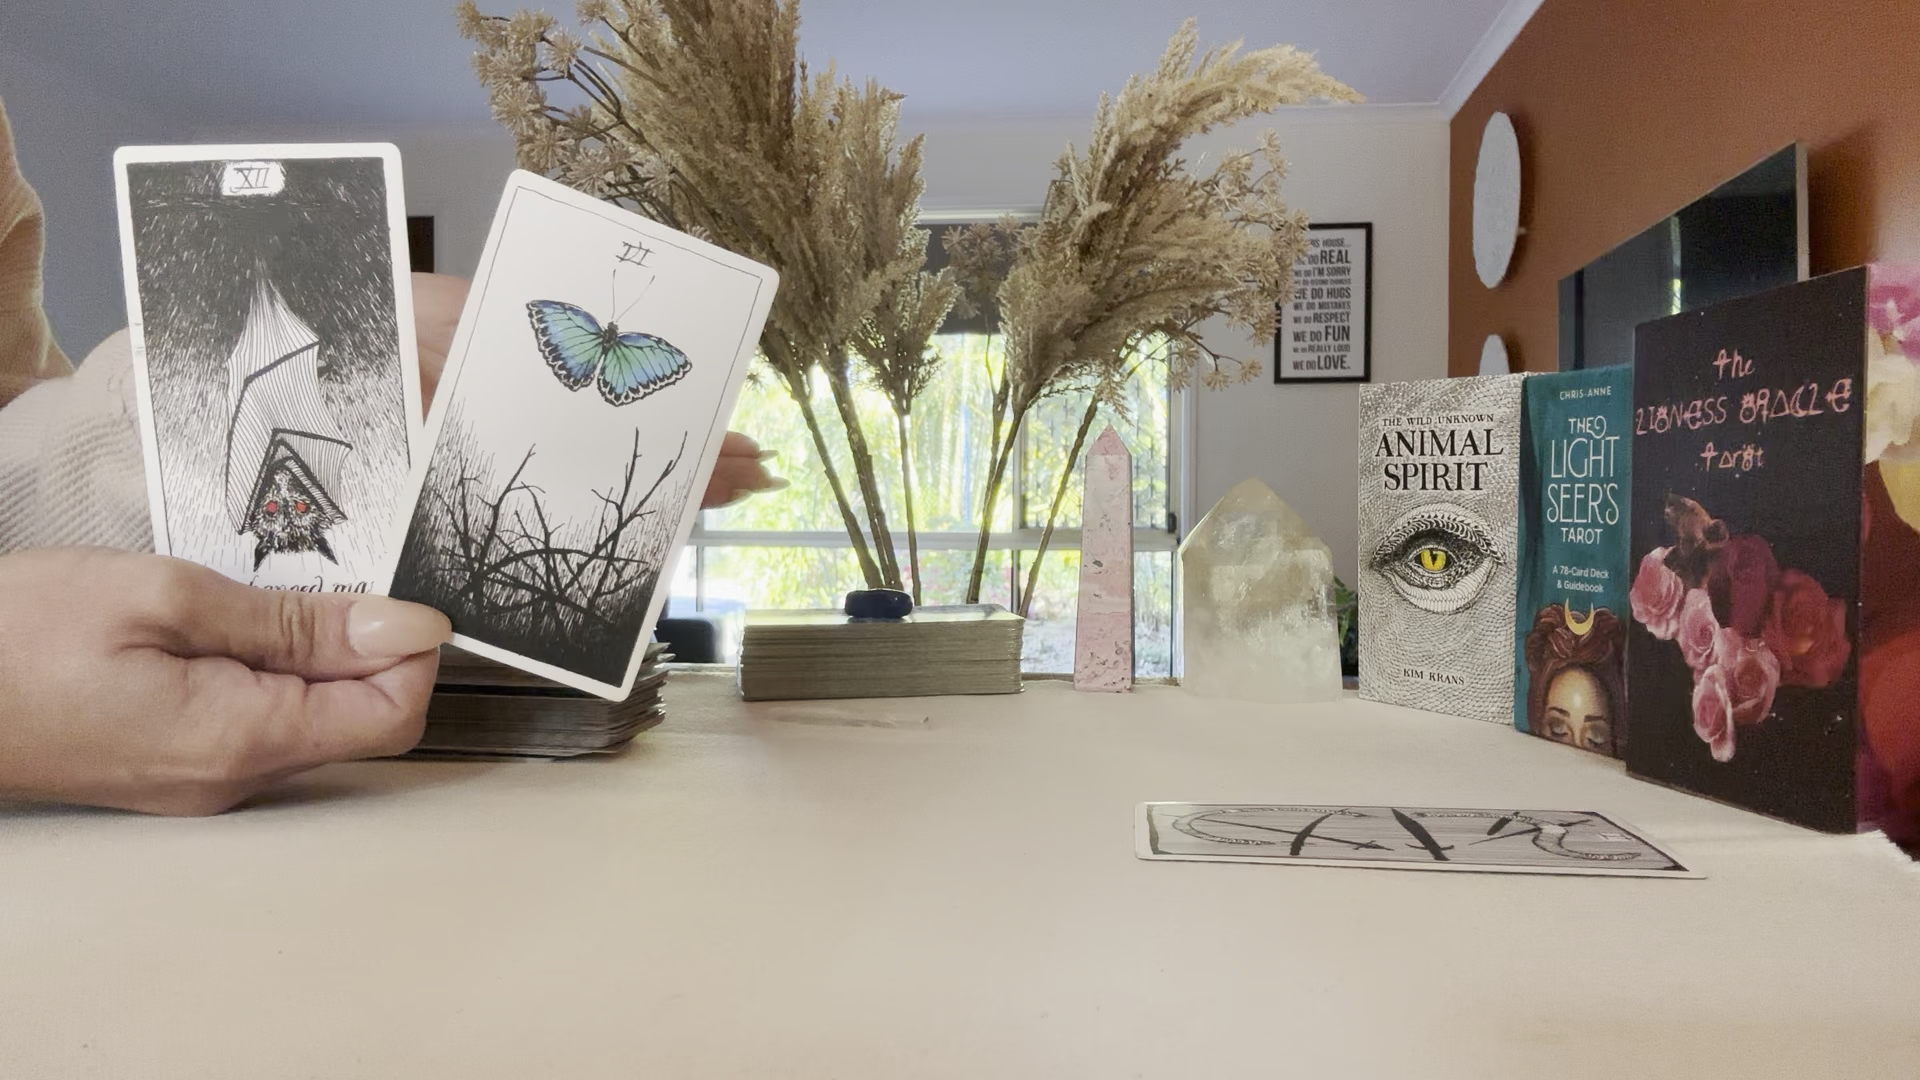 XII
VI
DO REAL
I'M SORRY
WE DO HUGS
WE DO MISTAKES
WE DO RESPECT
WE DO FUN
WE DO REALLY LOUD
WE DO LOVE.
THE WILD UNKNOWN
ANIMAL
SPIRIT
KIM KRANS
CHRIS-ANNE
THE
LIGHT
SEER'S
TAROT
A 78-Card Deck
& Guidebook
the
LIONESS ORACLE
tarot